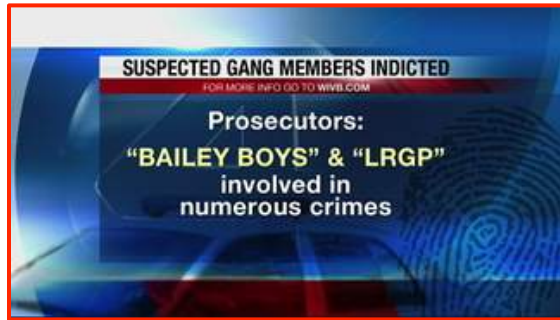 SUSPECTED GANG MEMBERS INDICTED
FOR MORE INFO GO TO WIVB.COM
Prosecutors:
“BAILEY BOYS” & “LRGP”
involved in
numerous crimes